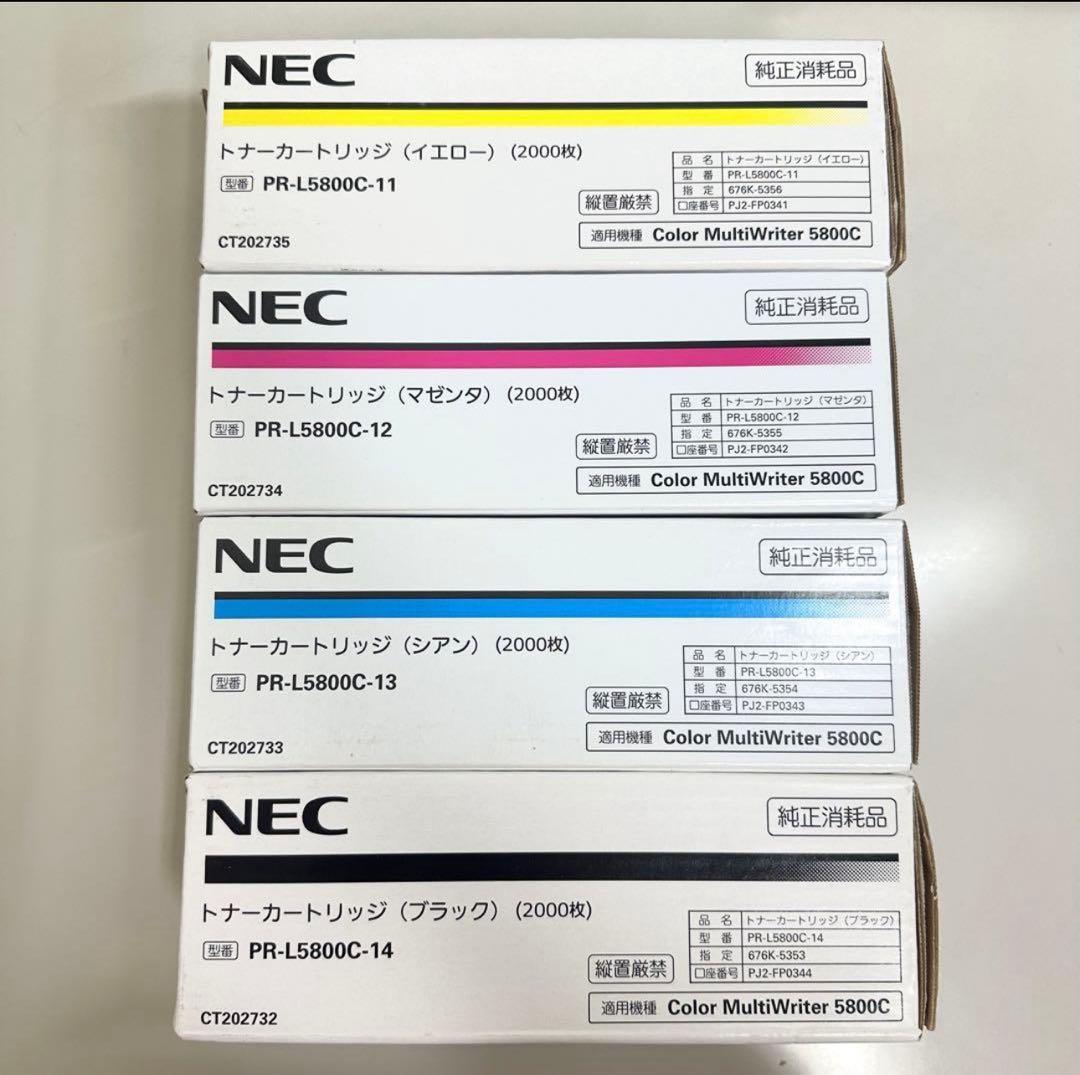 NEC
純正消耗品
トナーカートリッジ（イエロー）(2000枚)
型番 PR-L5800C-11
品 名 トナーカートリッジ（イエロー）
型 番 PR-L5800C-11
指 定 676K-5356
口座番号 PJ2-FP0341
縦置厳禁
適用機種 Color MultiWriter 5800C
CT202735
NEC
純正消耗品
トナーカートリッジ（マゼンタ）(2000枚)
型番 PR-L5800C-12
品 名 トナーカートリッジ（マゼンタ）
型 番 PR-L5800C-12
指 定 676K-5355
口座番号 PJ2-FP0342
縦置厳禁
適用機種 Color MultiWriter 5800C
CT202734
NEC
純正消耗品
トナーカートリッジ（シアン）(2000枚)
型番 PR-L5800C-13
品 名 トナーカートリッジ（シアン）
型 番 PR-L5800C-13
指 定 676K-5354
口座番号 PJ2-FP0343
縦置厳禁
適用機種 Color MultiWriter 5800C
CT202733
NEC
純正消耗品
トナーカートリッジ（ブラック）(2000枚)
型番 PR-L5800C-14
品 名 トナーカートリッジ（ブラック）
型 番 PR-L5800C-14
指 定 676K-5353
口座番号 PJ2-FP0344
縦置厳禁
適用機種 Color MultiWriter 5800C
CT202732